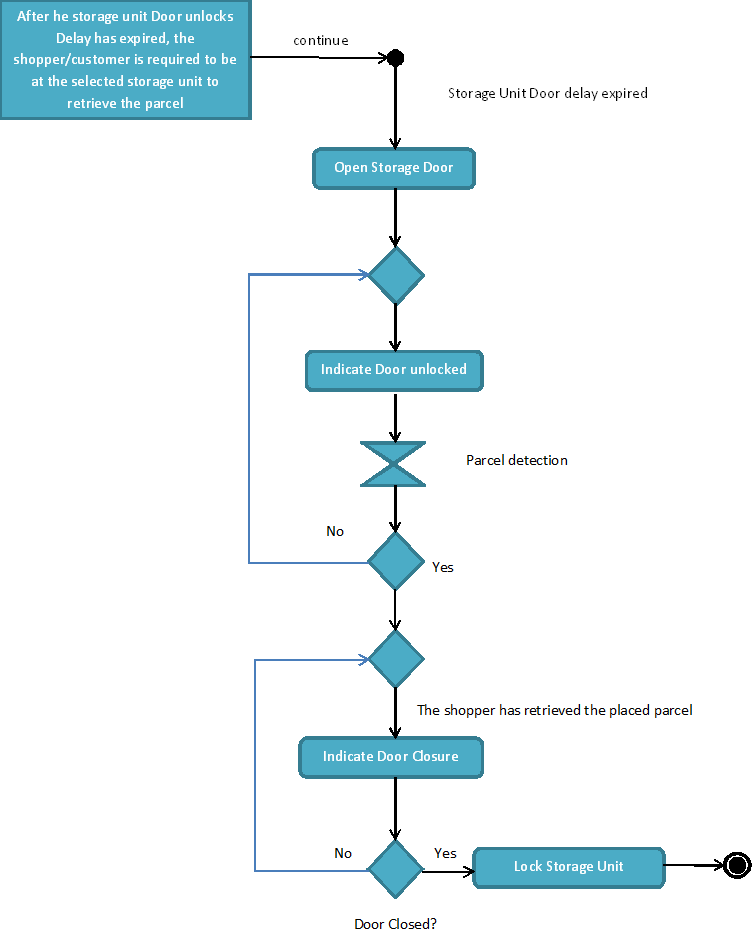 After he storage unit Door unlocks
Delay has expired, the
shopper/customer is required to be
at the selected storage unit to
retrieve the parcel
continue
Storage Unit Door delay expired
Open Storage Door
Indicate Door unlocked
Parcel detection
No
Yes
The shopper has retrieved the placed parcel
Indicate Door Closure
No
Yes
Lock Storage Unit
Door Closed?